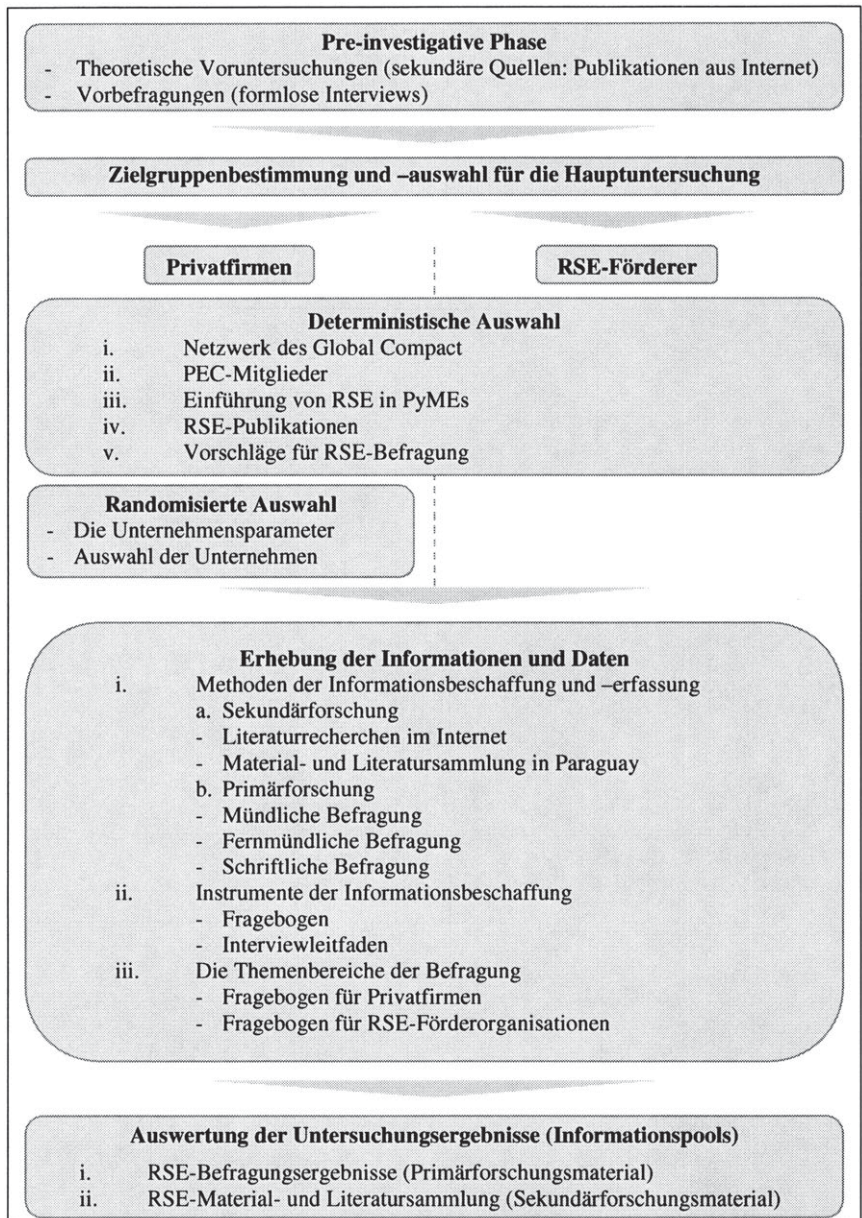 Pre-investigative Phase
- Theoretische Voruntersuchungen (sekundäre Quellen: Publikationen aus Internet)
- Vorbefragungen (formlose Interviews)
Zielgruppenbestimmung und –auswahl für die Hauptuntersuchung
Privatfirmen
RSE-Förderer
Deterministische Auswahl
i. Netzwerk des Global Compact
ii. PEC-Mitglieder
iii. Einführung von RSE in PyMEs
iv. RSE-Publikationen
v. Vorschläge für RSE-Befragung
Randomisierte Auswahl
- Die Unternehmensparameter
- Auswahl der Unternehmen
Erhebung der Informationen und Daten
i. Methoden der Informationsbeschaffung und –erfassung
a. Sekundärforschung
- Literaturrecherchen im Internet
- Material- und Literatursammlung in Paraguay
b. Primärforschung
- Mündliche Befragung
- Fernmündliche Befragung
- Schriftliche Befragung
ii. Instrumente der Informationsbeschaffung
- Fragebogen
- Interviewleitfaden
iii. Die Themenbereiche der Befragung
- Fragebogen für Privatfirmen
- Fragebogen für RSE-Förderorganisationen
Auswertung der Untersuchungsergebnisse (Informationspools)
i. RSE-Befragungsergebnisse (Primärforschungsmaterial)
ii. RSE-Material- und Literatursammlung (Sekundärforschungsmaterial)